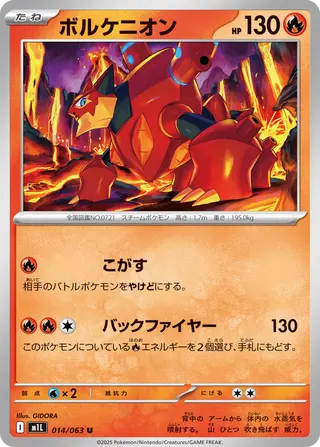 たね ボルケニオン HP 130
全国図鑑NO.0721 スチームポケモン 高さ：1.7m 重さ：195.0kg
こがす
相手のバトルポケモンをやけどにする。
バックファイヤー 130
このポケモンについている炎エネルギーを2個選び、手札にもどす。
弱点 ×2 抵抗力 にげる
Illus. GIDORA
I m1L 014/063 U
背中の アームから 体内の 水蒸気を
噴射する。 山 ひとつ 吹き飛ばす 威力。
©2025 Pokémon/Nintendo/Creatures/GAME FREAK.